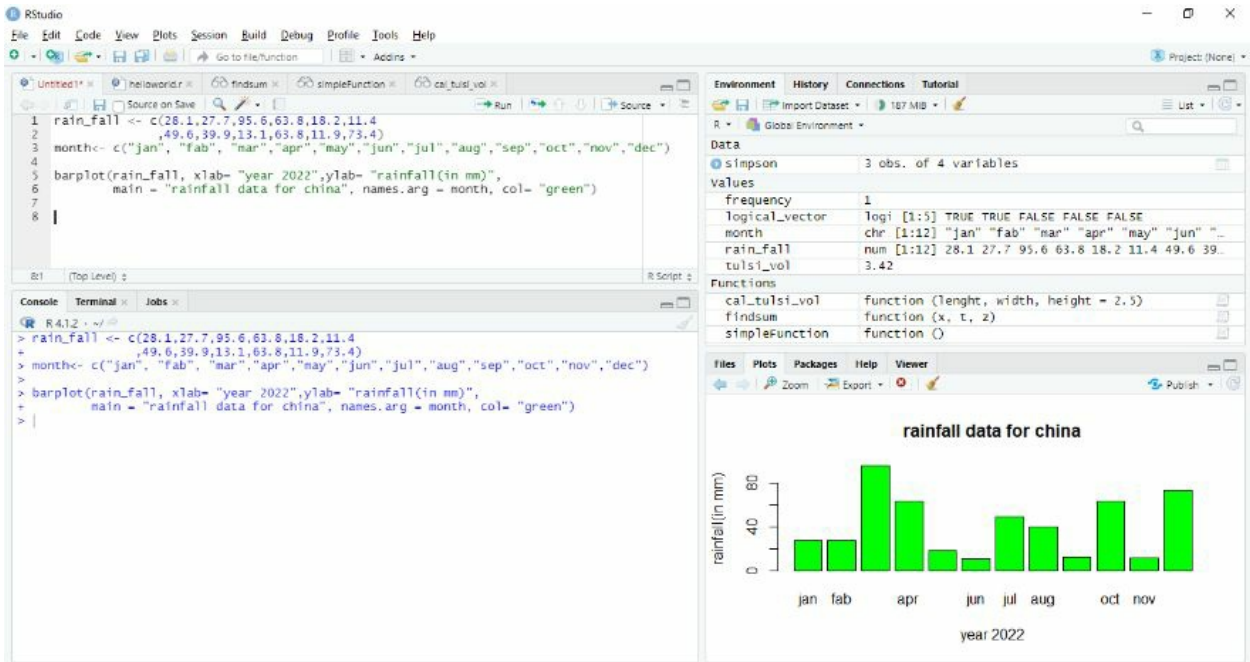 RStudio
File Edit Code View Plots Session Build Debug Profile Tools Help
Go to file/function Addins Project: (None)
Untitled1* helloworld.r findsum simpleFunction cal_tulsi_vol
Source on Save Run Source
1 rain_fall <- c(28.1,27.7,95.6,63.8,18.2,11.4
2 ,49.6,39.9,13.1,63.8,11.9,73.4)
3 month<- c("jan", "fab", "mar","apr","may","jun","jul","aug","sep","oct","nov","dec")
4
5 barplot(rain_fall, xlab= "year 2022",ylab= "rainfall(in mm)",
6 main = "rainfall data for china", names.arg = month, col= "green")
7
8
8:1 (Top Level) R Script
Console Terminal Jobs
R 4.1.2 · ~/
> rain_fall <- c(28.1,27.7,95.6,63.8,18.2,11.4
+ ,49.6,39.9,13.1,63.8,11.9,73.4)
> month<- c("jan", "fab", "mar","apr","may","jun","jul","aug","sep","oct","nov","dec")
>
> barplot(rain_fall, xlab= "year 2022",ylab= "rainfall(in mm)",
+ main = "rainfall data for china", names.arg = month, col= "green")
>
Environment History Connections Tutorial
Import Dataset 187 MiB List
R Global Environment
Data
simpson 3 obs. of 4 variables
Values
frequency 1
logical_vector logi [1:5] TRUE TRUE FALSE FALSE FALSE
month chr [1:12] "jan" "fab" "mar" "apr" "may" "jun" "…
rain_fall num [1:12] 28.1 27.7 95.6 63.8 18.2 11.4 49.6 39…
tulsi_vol 3.42
Functions
cal_tulsi_vol function (lenght, width, height = 2.5)
findsum function (x, t, z)
simpleFunction function ()
Files Plots Packages Help Viewer
Zoom Export Publish
rainfall data for china
rainfall(in mm)
80
40
0
jan fab apr jun jul aug oct nov
year 2022